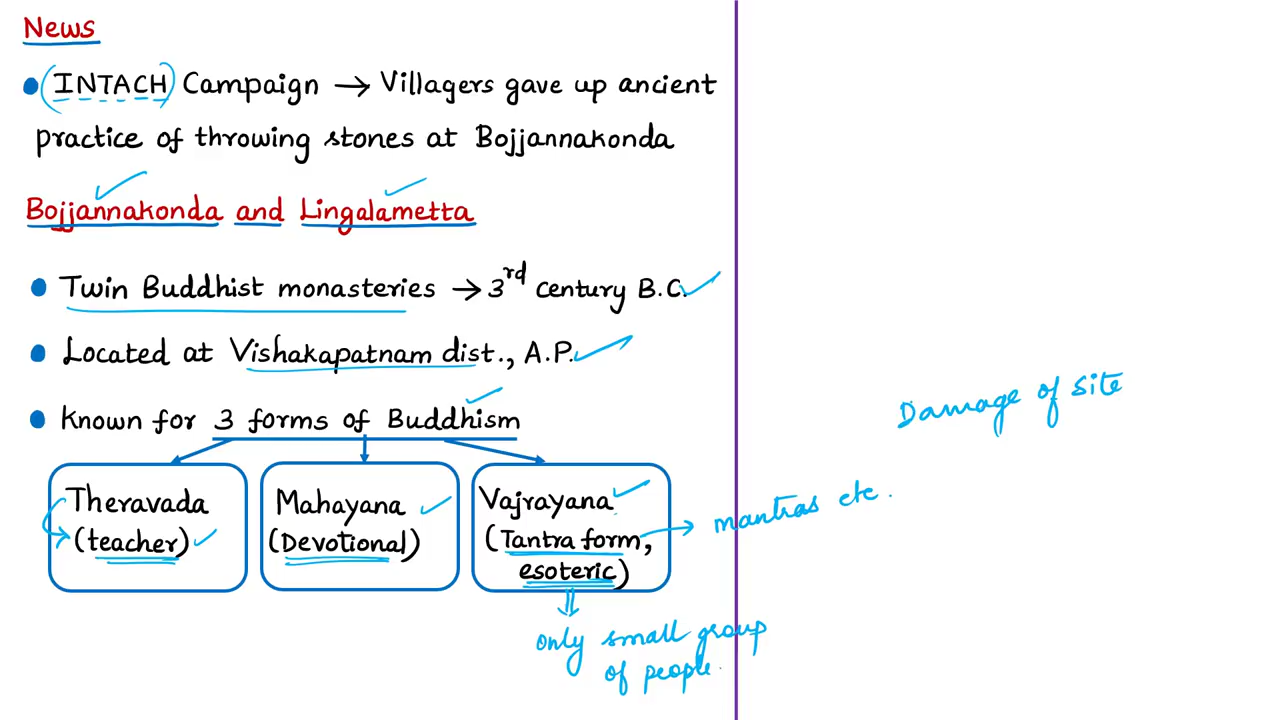 News
(INTACH) Campaign → Villagers gave up ancient
practice of throwing stones at Bojjannakonda
Bojjannakonda and Lingalametta
Twin Buddhist monasteries → 3rd century B.C.
Located at Vishakapatnam dist., A.P.
Known for 3 forms of Buddhism
Theravada
(teacher)
Mahayana
(Devotional)
Vajrayana
(Tantra form,
esoteric)
→ mantras etc.
only small group
of people.
Damage of site